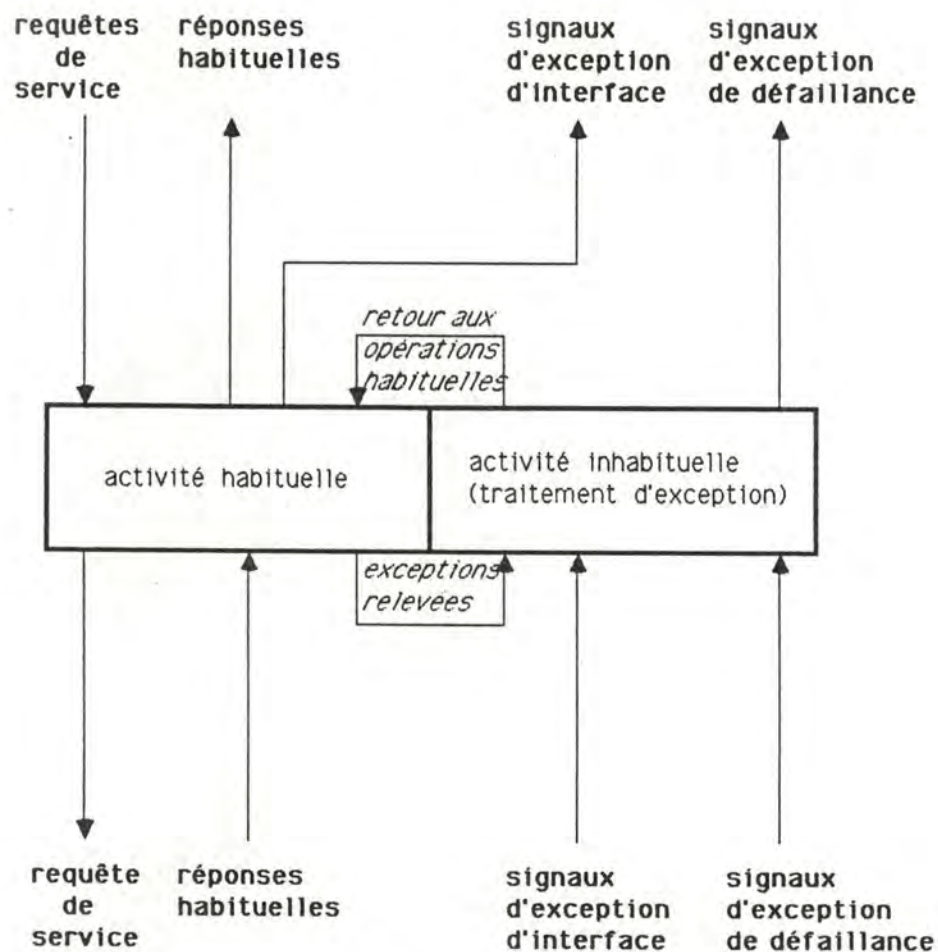 requêtes
de
service
réponses
habituelles
signaux
d'exception
d'interface
signaux
d'exception
de défaillance
retour aux
opérations
habituelles
activité habituelle
activité inhabituelle
(traitement d'exception)
exceptions
relevées
requête
de
service
réponses
habituelles
signaux
d'exception
d'interface
signaux
d'exception
de défaillance